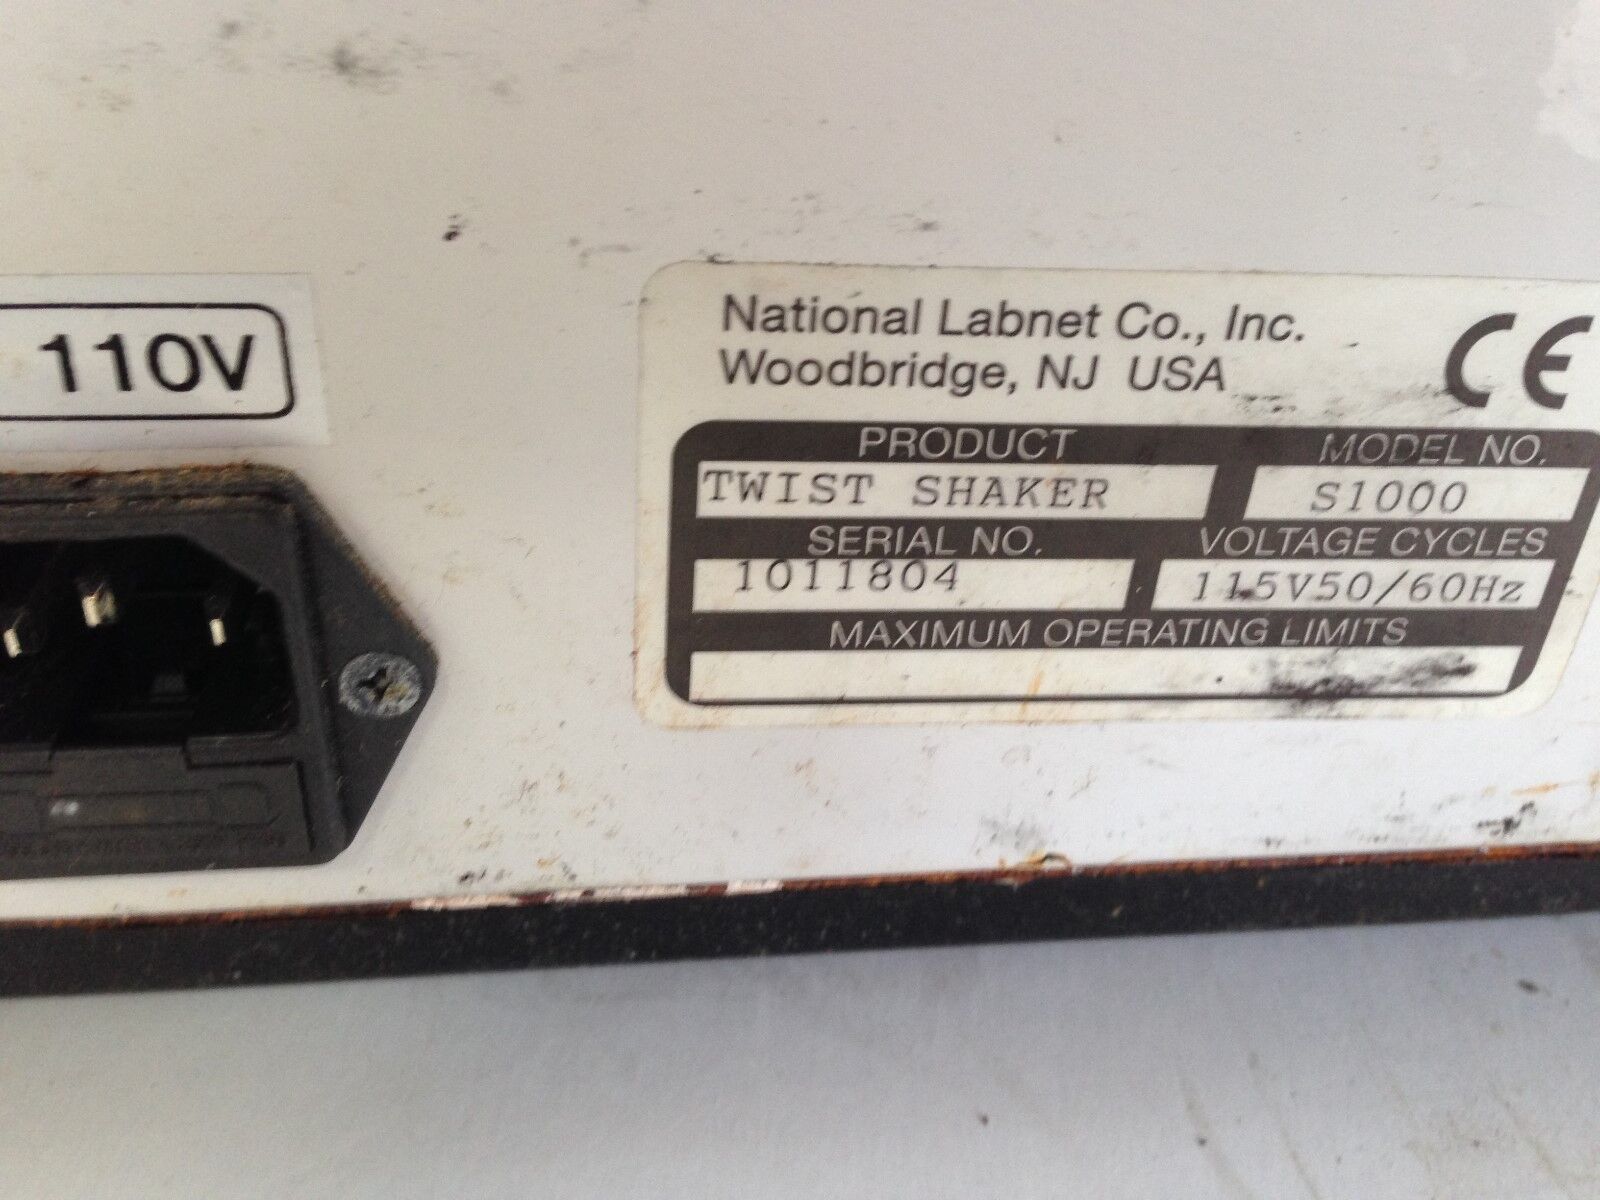 110V
National Labnet Co., Inc.
Woodbridge, NJ USA
CE
PRODUCT MODEL NO.
TWIST SHAKER S1000
SERIAL NO. VOLTAGE CYCLES
1011804 115V50/60Hz
MAXIMUM OPERATING LIMITS